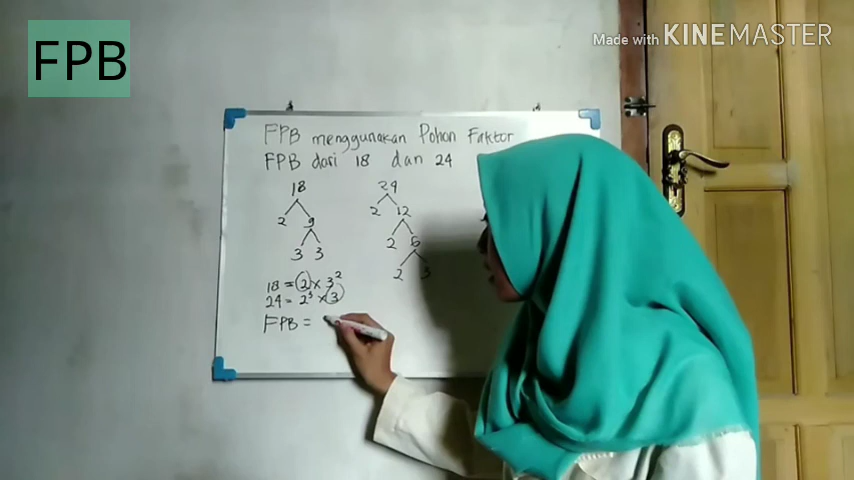 FPB
Made with KINEMASTER
FPB menggunakan Pohon Faktor
FPB dari 18 dan 24
18 24
2 9 2 12
3 3 2 6
2 3
18 = 2 x 3²
24 = 2³ x 3
FPB =